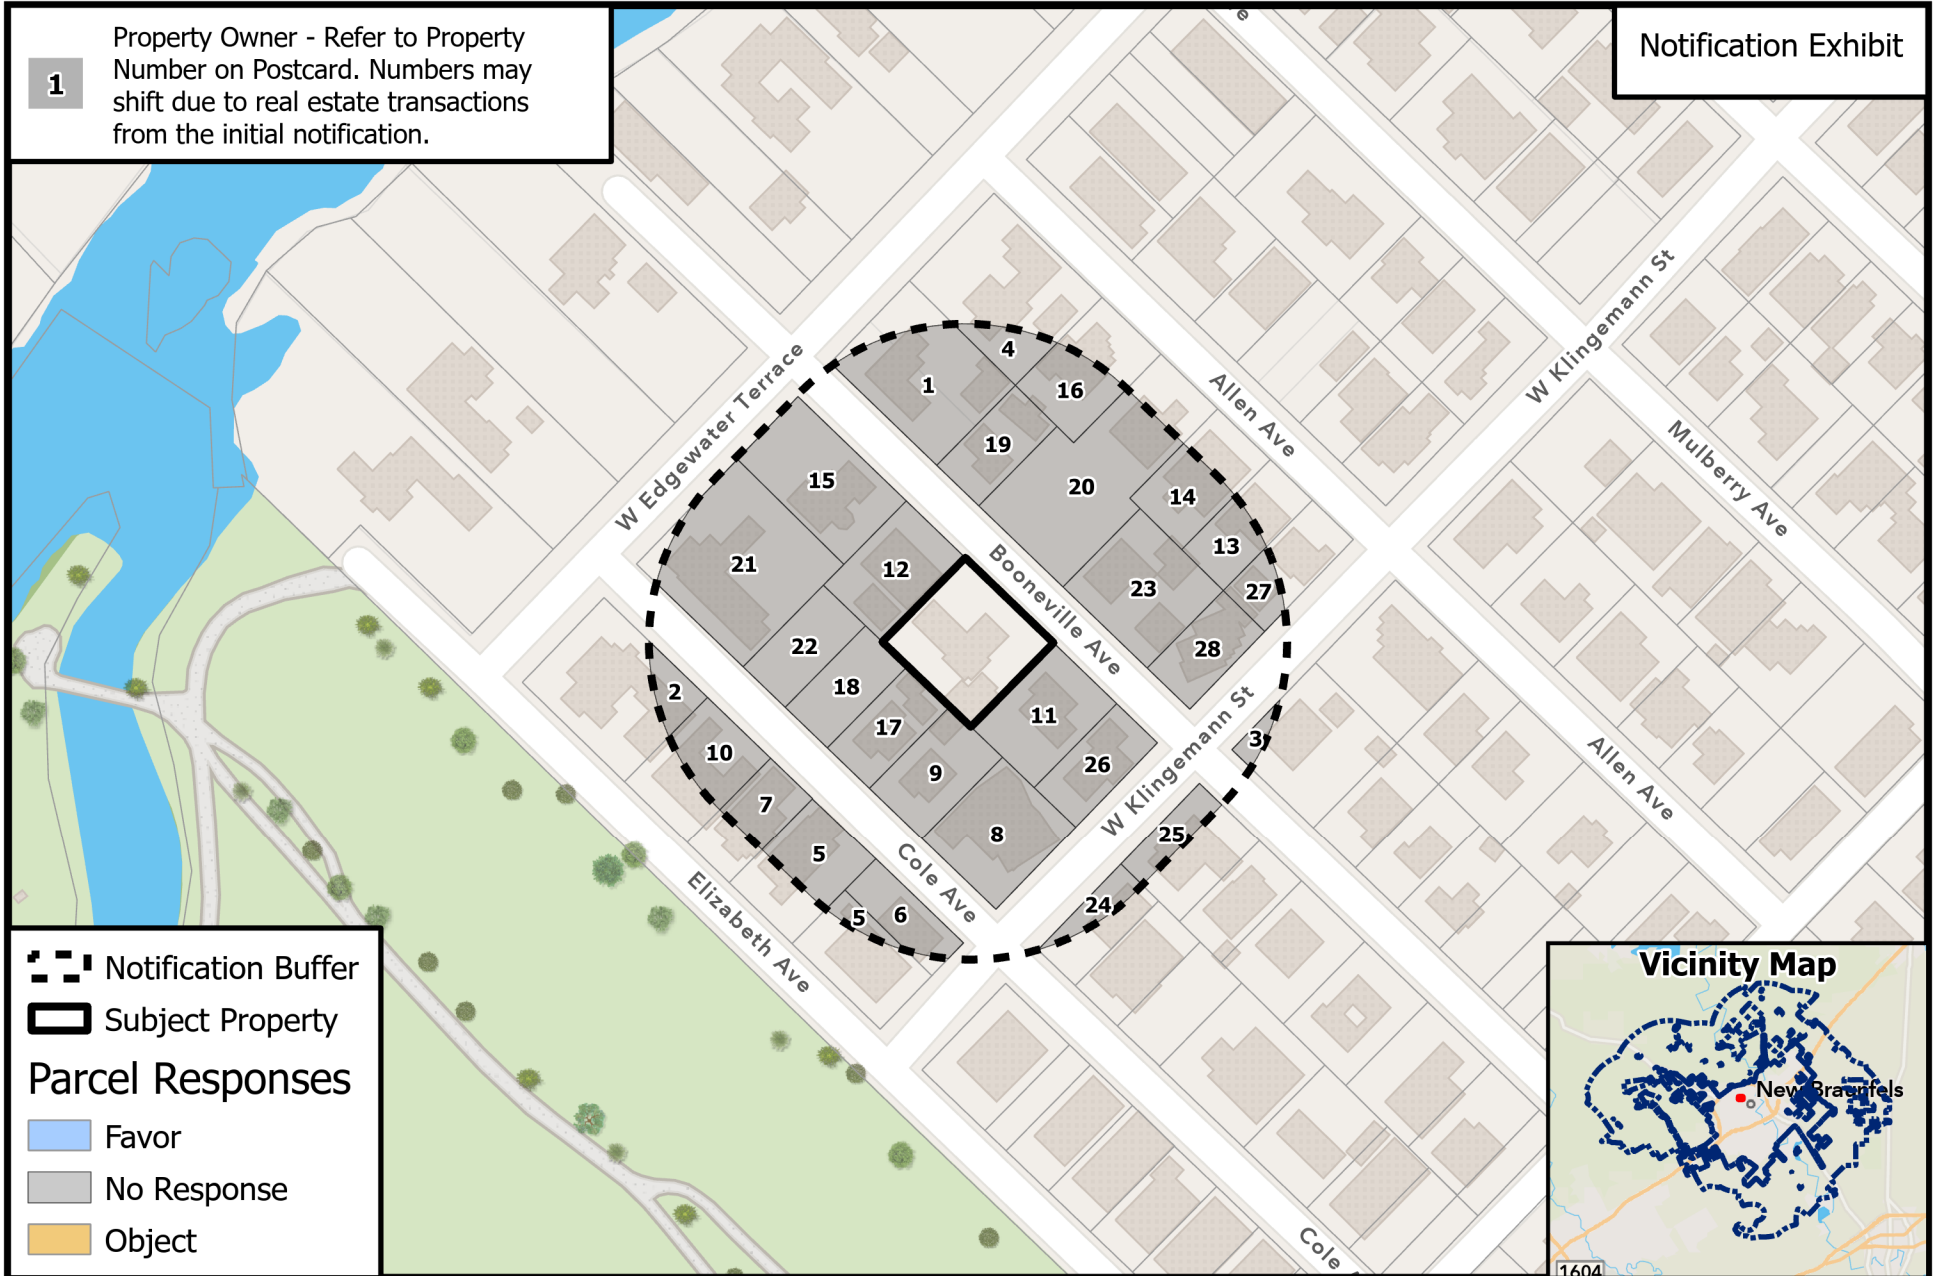 1
Property Owner - Refer to Property
Number on Postcard. Numbers may
shift due to real estate transactions
from the initial notification.
Notification Exhibit
e
W Klingemann St
W Edgewater Terrace
Allen Ave
Mulberry Ave
4
1
16
19
15
20
14
13
21
12
Booneville Ave
23
27
22
28
18
2
17
11
10
3
9
26
W Klingemann St
Allen Ave
7
8
25
5
Cole Ave
24
5
6
Elizabeth Ave
Cole
Notification Buffer
Subject Property
Parcel Responses
Favor
No Response
Object
Vicinity Map
New Braunfels
1604